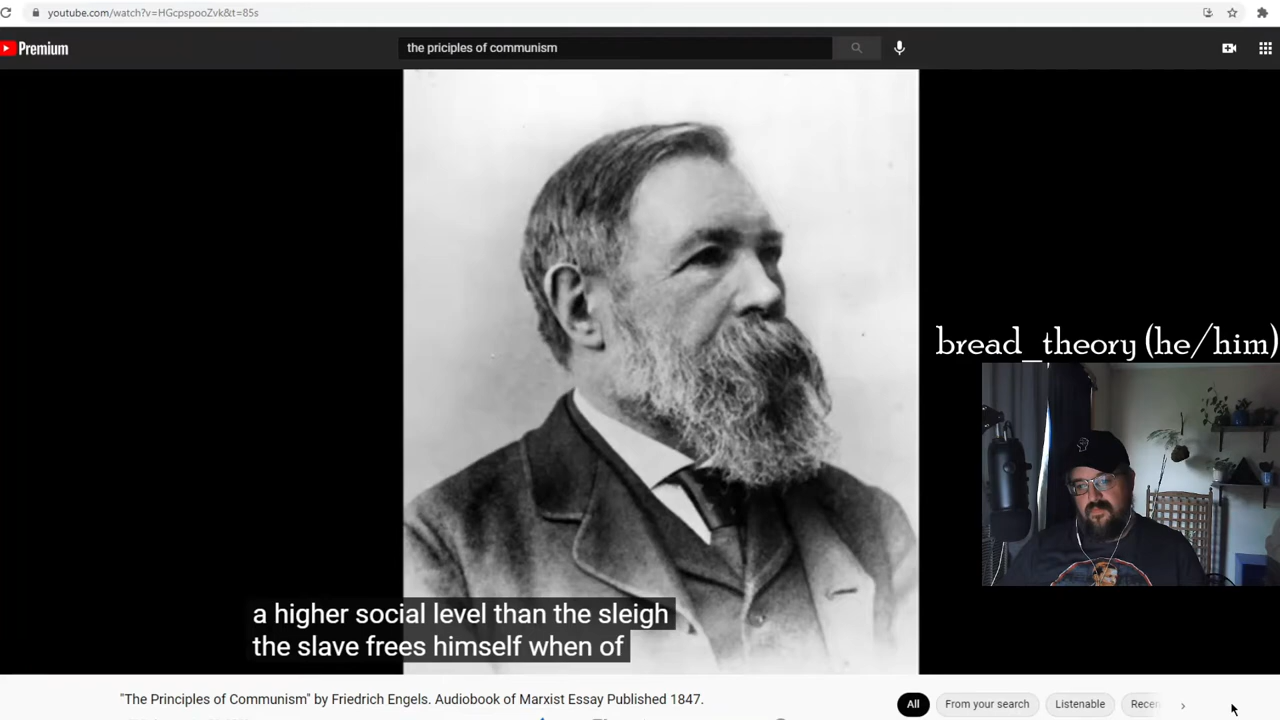 youtube.com/watch?v=HGcpspooZvk&t=85s
Premium
the priciples of communism
bread_theory (he/him)
a higher social level than the sleigh
the slave frees himself when of
"The Principles of Communism" by Friedrich Engels. Audiobook of Marxist Essay Published 1847.
All
From your search
Listenable